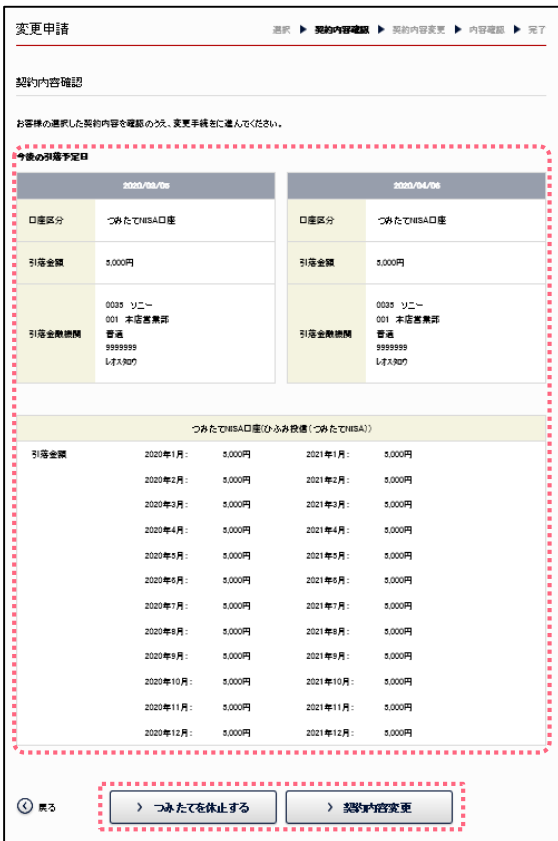 変更申請
選択 ▶ 契約内容確認 ▶ 契約内容変更 ▶ 内容確認 ▶ 完了
契約内容確認
お客様の選択した契約内容を確認のうえ、変更手続きに進んでください。
今後の引落予定日
2020/03/05 2020/04/06
口座区分 つみたてNISA口座 口座区分 つみたてNISA口座
引落金額 5,000円 引落金額 5,000円
0035 ソニー 0035 ソニー
001 本店営業部 001 本店営業部
引落金融機関 普通 引落金融機関 普通
9999999 9999999
レオスタロウ レオスタロウ
つみたてNISA口座(ひふみ投信(つみたてNISA))
引落金額 2020年1月: 5,000円 2021年1月: 5,000円
2020年2月: 5,000円 2021年2月: 5,000円
2020年3月: 5,000円 2021年3月: 5,000円
2020年4月: 5,000円 2021年4月: 5,000円
2020年5月: 5,000円 2021年5月: 5,000円
2020年6月: 5,000円 2021年6月: 5,000円
2020年7月: 5,000円 2021年7月: 5,000円
2020年8月: 5,000円 2021年8月: 5,000円
2020年9月: 5,000円 2021年9月: 5,000円
2020年10月: 5,000円 2021年10月: 5,000円
2020年11月: 5,000円 2021年11月: 5,000円
2020年12月: 5,000円 2021年12月: 5,000円
戻る つみたてを休止する 契約内容変更